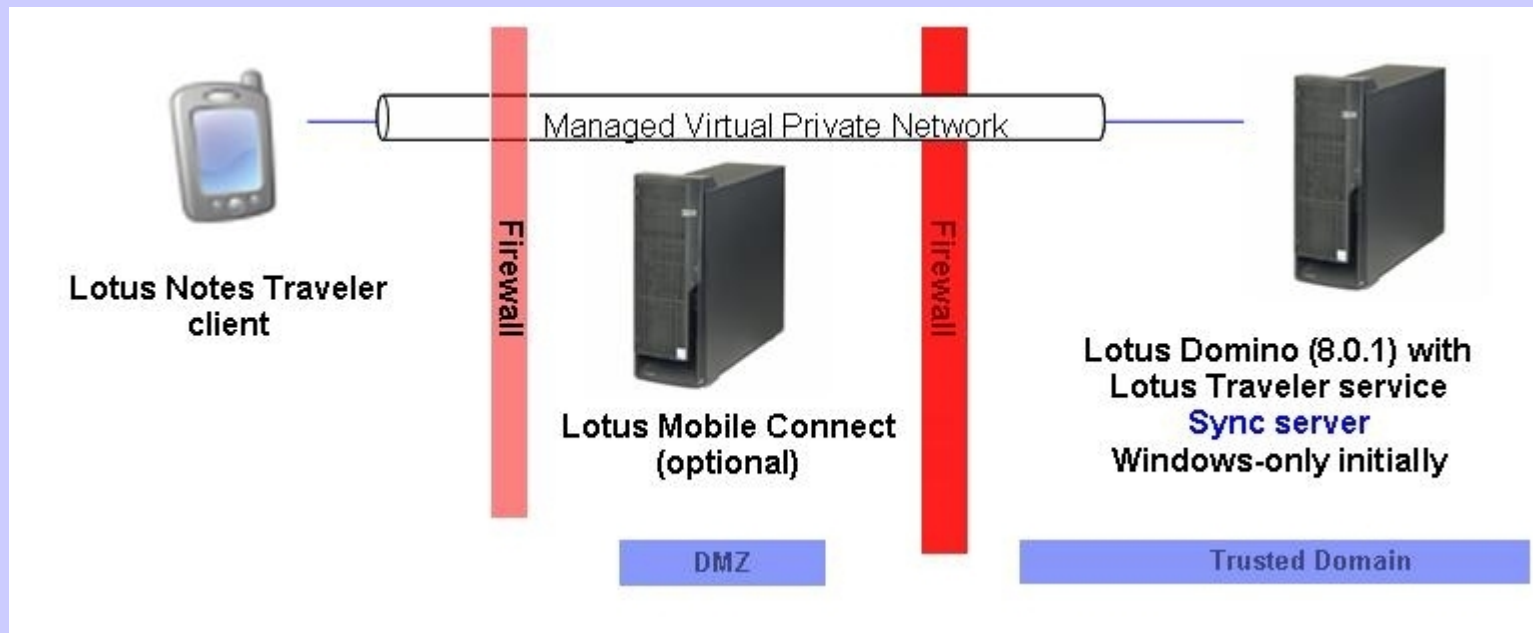 Managed Virtual Private Network
Firewall
Firewall
Lotus Notes Traveler
client
Lotus Mobile Connect
(optional)
Lotus Domino (8.0.1) with
Lotus Traveler service
Sync server
Windows-only initially
DMZ
Trusted Domain